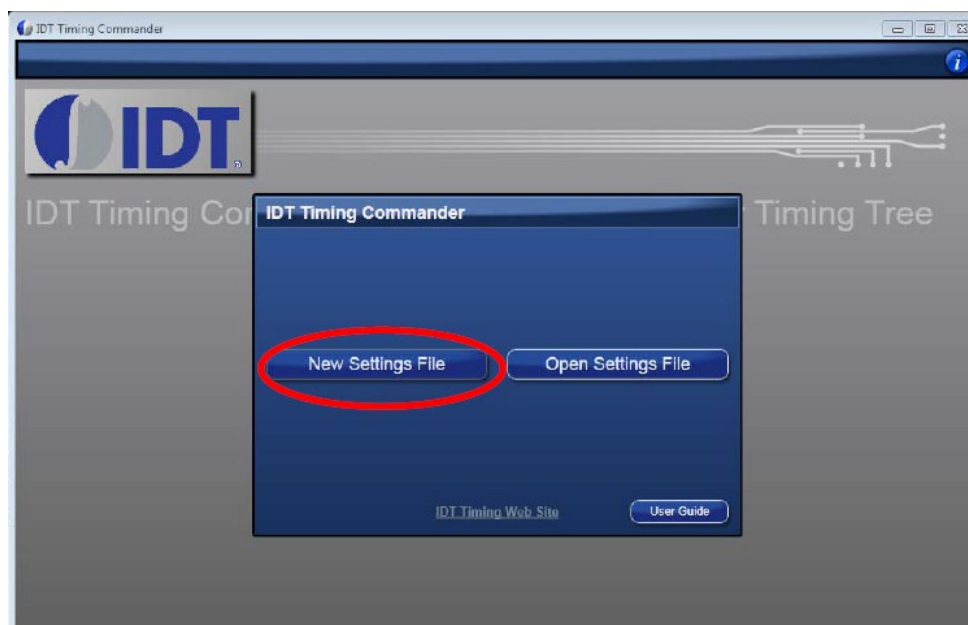 IDT Timing Commander
i
IDT®
IDT Timing Cor
Timing Tree
IDT Timing Commander
New Settings File
Open Settings File
IDT Timing Web Site
User Guide